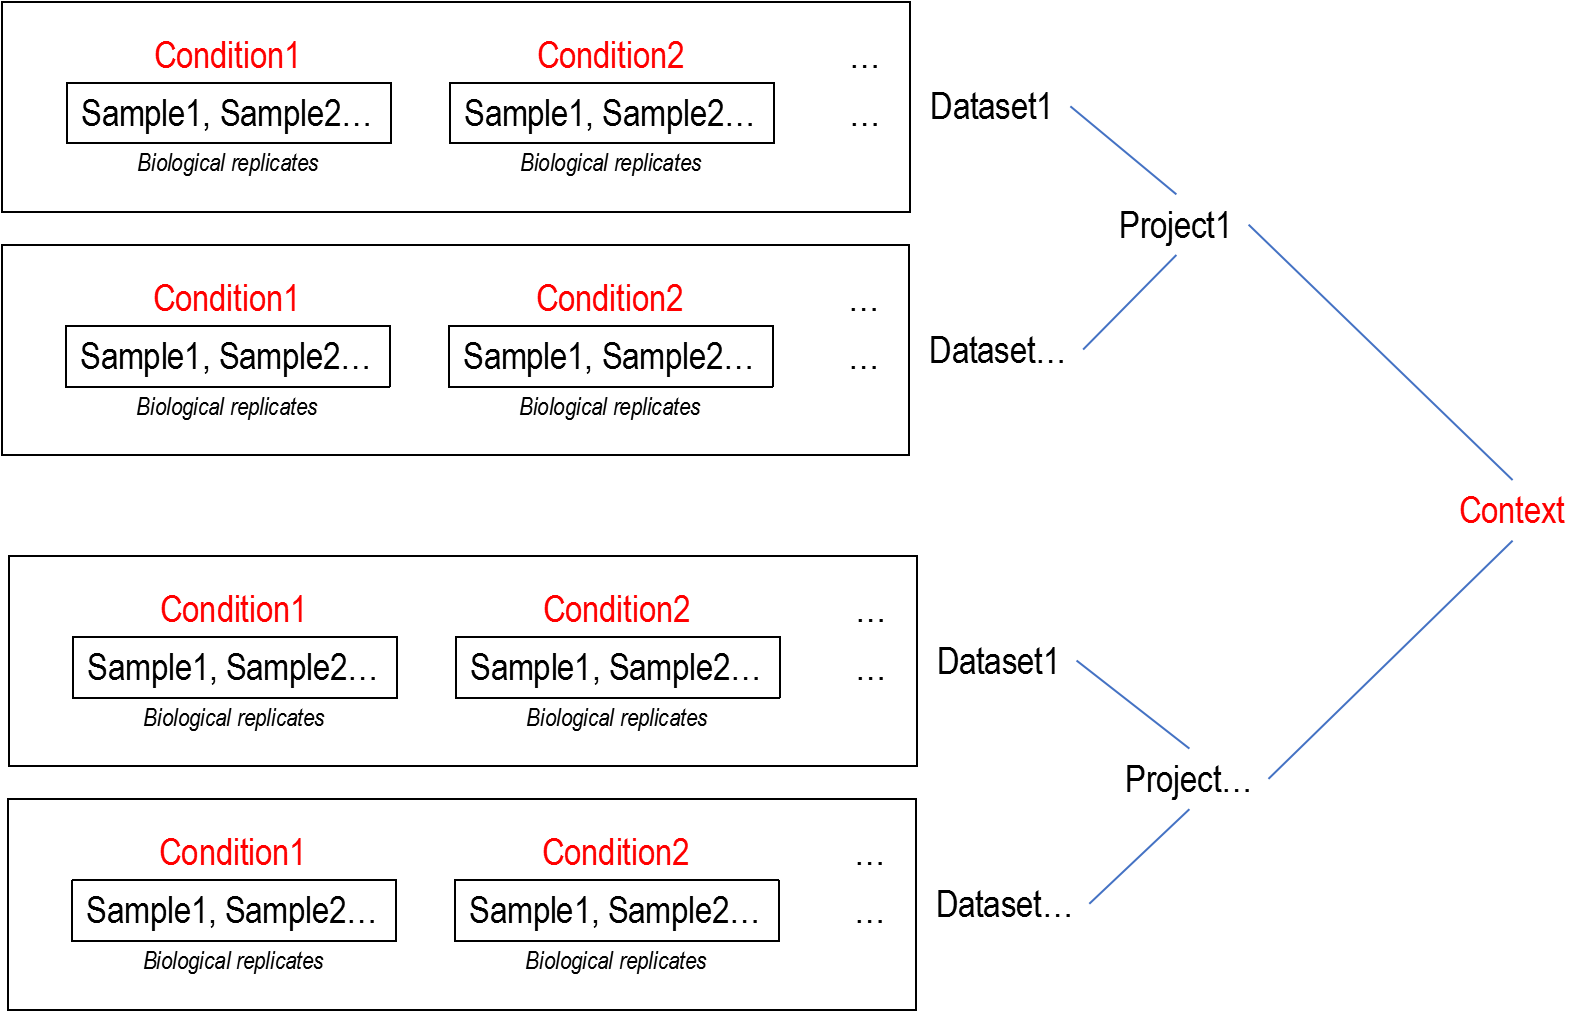 Condition1 Condition2 …
Sample1, Sample2… Sample1, Sample2… … Dataset1
Biological replicates Biological replicates
Project1
Condition1 Condition2 …
Sample1, Sample2… Sample1, Sample2… … Dataset…
Biological replicates Biological replicates
Context
Condition1 Condition2 …
Sample1, Sample2… Sample1, Sample2… … Dataset1
Biological replicates Biological replicates
Project…
Condition1 Condition2 …
Sample1, Sample2… Sample1, Sample2… … Dataset…
Biological replicates Biological replicates